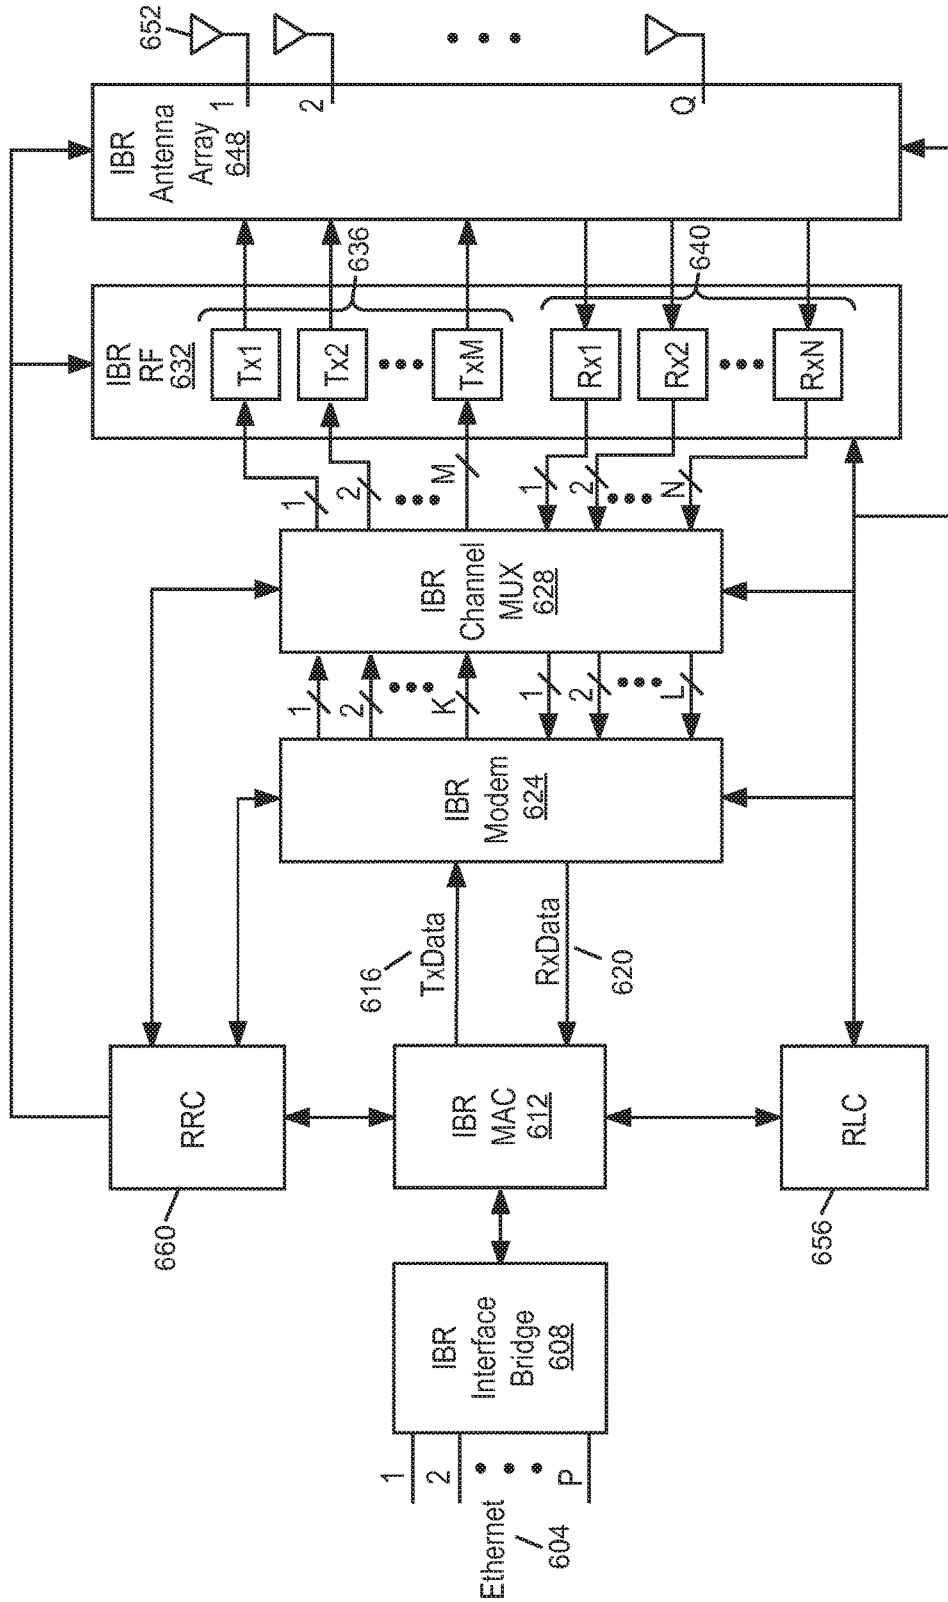 Ethernet
604
1
2
P
IBR
Interface
Bridge
608
660
RRC
IBR
MAC
612
RLC
656
616
TxData
RxData
620
IBR
Modem
624
1
2
K
1
2
L
IBR
Channel
MUX
628
1
2
M
1
2
N
IBR
RF
632
Tx1
Tx2
TxM
Rx1
Rx2
RxN
636
640
IBR
Antenna
Array
648
1
2
Q
652